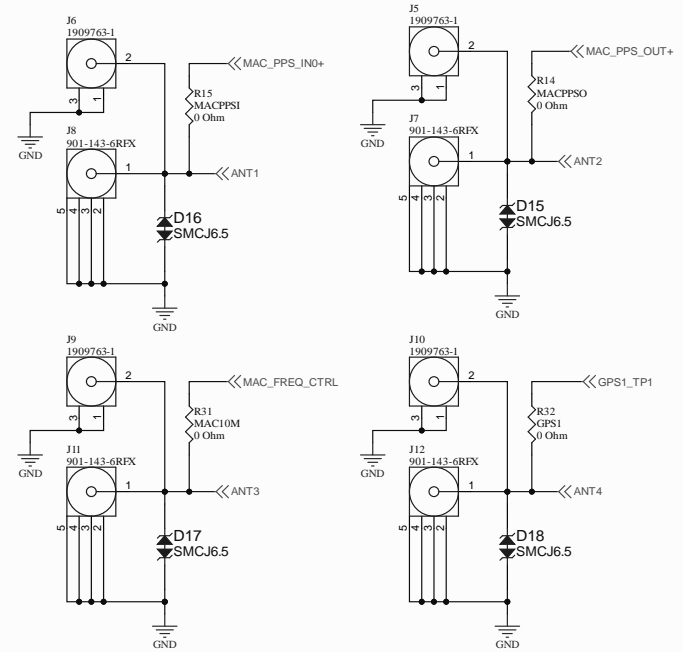 J6
1909763-1
2
3
1
GND
MAC_PPS_IN0+
R15
MACPPSI
0 Ohm
J8
901-143-6RFX
1
ANT1
5
4
3
2
D16
SMCJ6.5
GND
J5
1909763-1
2
3
1
GND
MAC_PPS_OUT+
R14
MACPPSO
0 Ohm
J7
901-143-6RFX
1
ANT2
5
4
3
2
D15
SMCJ6.5
GND
J9
1909763-1
2
3
1
GND
MAC_FREQ_CTRL
R31
MAC10M
0 Ohm
J11
901-143-6RFX
1
ANT3
5
4
3
2
D17
SMCJ6.5
GND
J10
1909763-1
2
3
1
GND
GPS1_TP1
R32
GPS1
0 Ohm
J12
901-143-6RFX
1
ANT4
5
4
3
2
D18
SMCJ6.5
GND